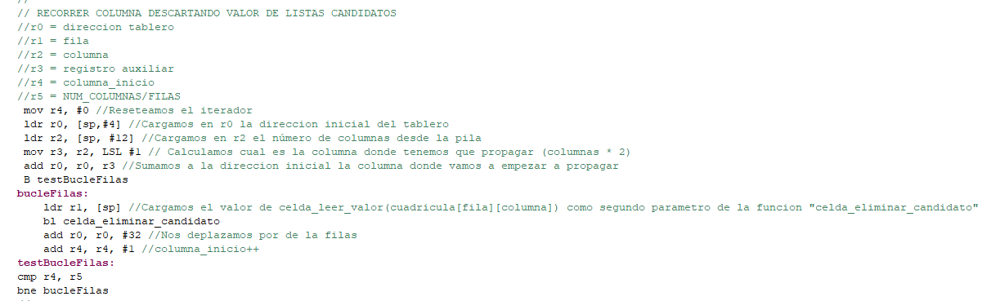 //
// RECORRER COLUMNA DESCARTANDO VALOR DE LISTAS CANDIDATOS
//r0 = direccion tablero
//r1 = fila
//r2 = columna
//r3 = registro auxiliar
//r4 = columna_inicio
//r5 = NUM_COLUMNAS/FILAS
mov r4, #0 //Reseteamos el iterador
ldr r0, [sp,#4] //Cargamos en r0 la direccion inicial del tablero
ldr r2, [sp, #12] //Cargamos en r2 el número de columnas desde la pila
mov r3, r2, LSL #1 // Calculamos cual es la columna donde tenemos que propagar (columnas * 2)
add r0, r0, r3 //Sumamos a la direccion inicial la columna donde vamos a empezar a propagar
B testBucleFilas
bucleFilas:
ldr r1, [sp] //Cargamos el valor de celda_leer_valor(cuadricula[fila][columna]) como segundo parametro de la funcion "celda_eliminar_candidato"
bl celda_eliminar_candidato
add r0, r0, #32 //Nos deplazamos por de la filas
add r4, r4, #1 //columna_inicio++
testBucleFilas:
cmp r4, r5
bne bucleFilas